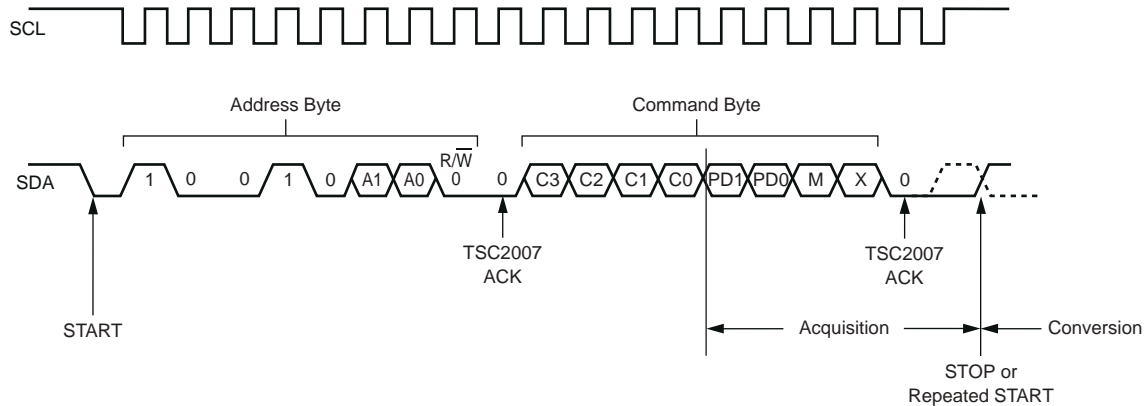 SCL
Address Byte
Command Byte
R/W
SDA
1 0 0 1 0 A1 A0 0 0 C3 C2 C1 C0 PD1 PD0 M X 0
TSC2007
ACK
TSC2007
ACK
START
Acquisition
Conversion
STOP or
Repeated START